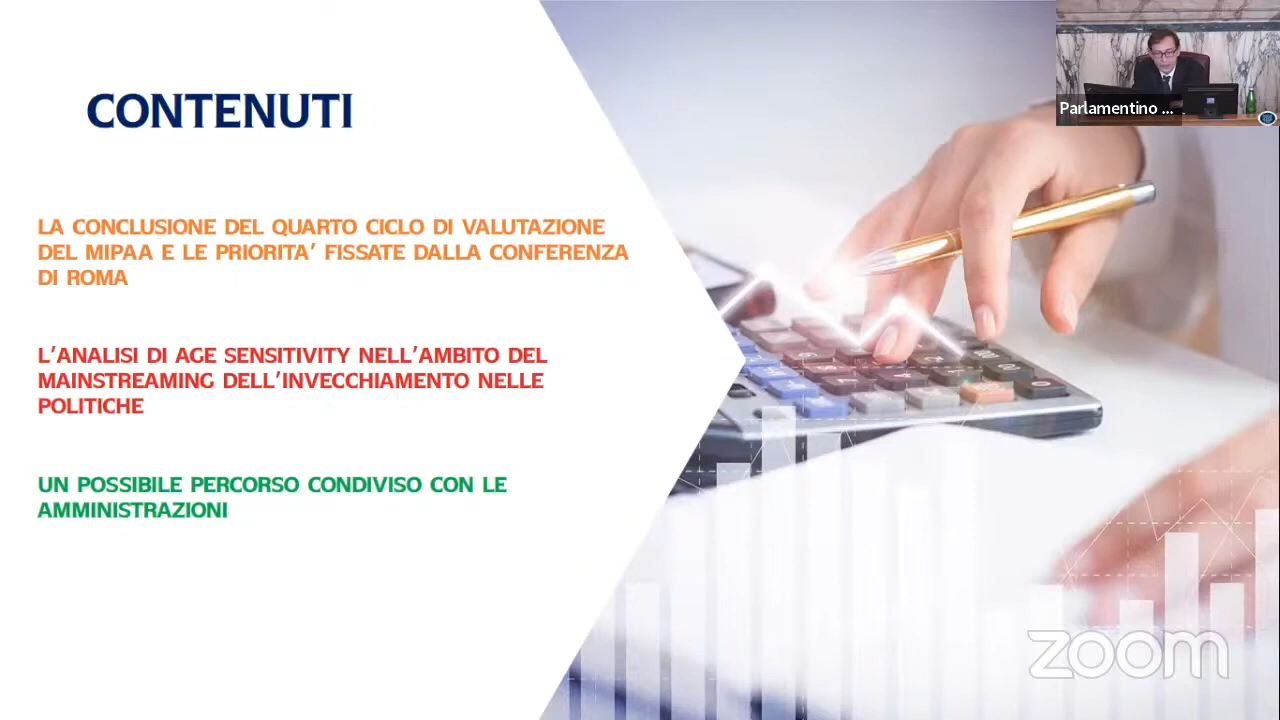 CONTENUTI
LA CONCLUSIONE DEL QUARTO CICLO DI VALUTAZIONE
DEL MIPAA E LE PRIORITA’ FISSATE DALLA CONFERENZA
DI ROMA
L’ANALISI DI AGE SENSITIVITY NELL’AMBITO DEL
MAINSTREAMING DELL’INVECCHIAMENTO NELLE
POLITICHE
UN POSSIBILE PERCORSO CONDIVISO CON LE
AMMINISTRAZIONI
Parlamentino ...
zoom